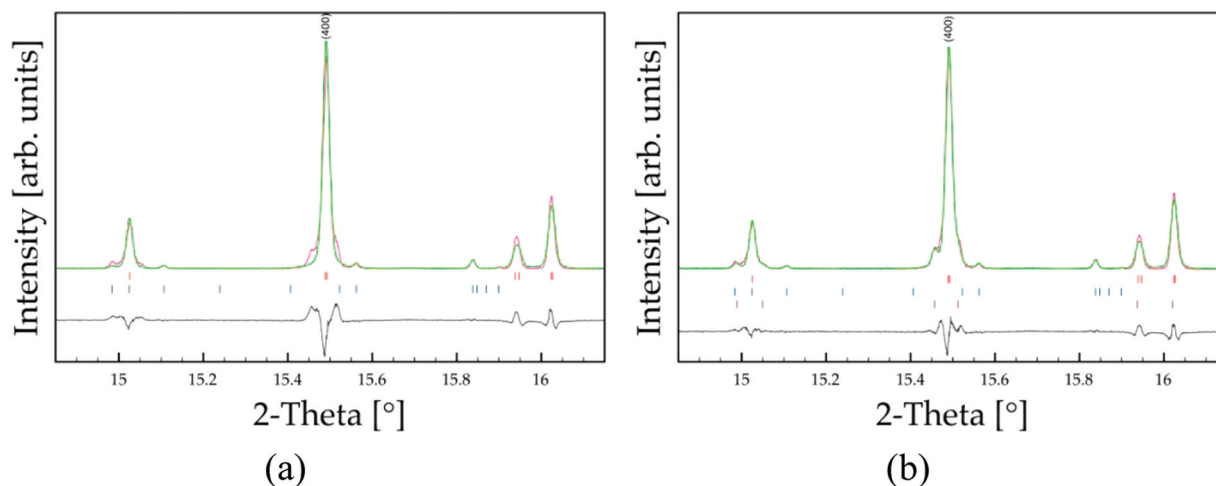 (400)
Intensity [arb. units]
15 15.2 15.4 15.6 15.8 16
2-Theta [°]
(a)
(400)
Intensity [arb. units]
15 15.2 15.4 15.6 15.8 16
2-Theta [°]
(b)